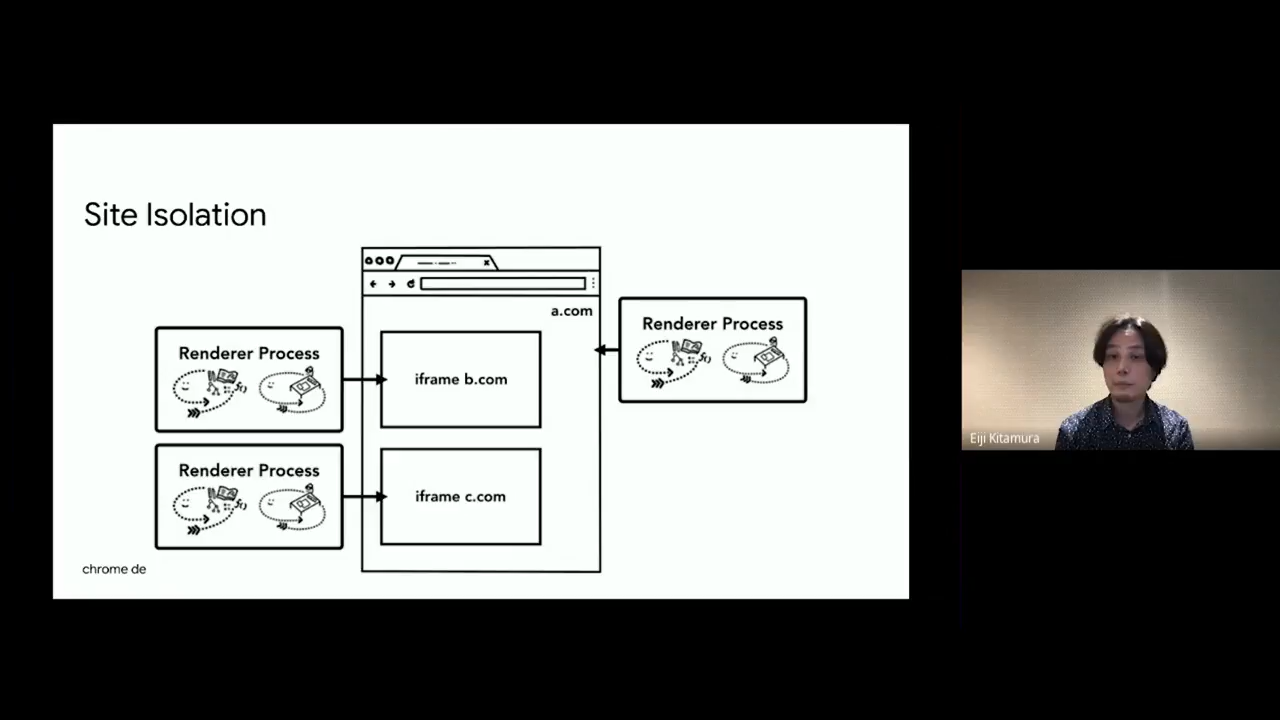 Site Isolation
a.com
Renderer Process
Renderer Process
iframe b.com
Renderer Process
iframe c.com
chrome de
Eiji Kitamura